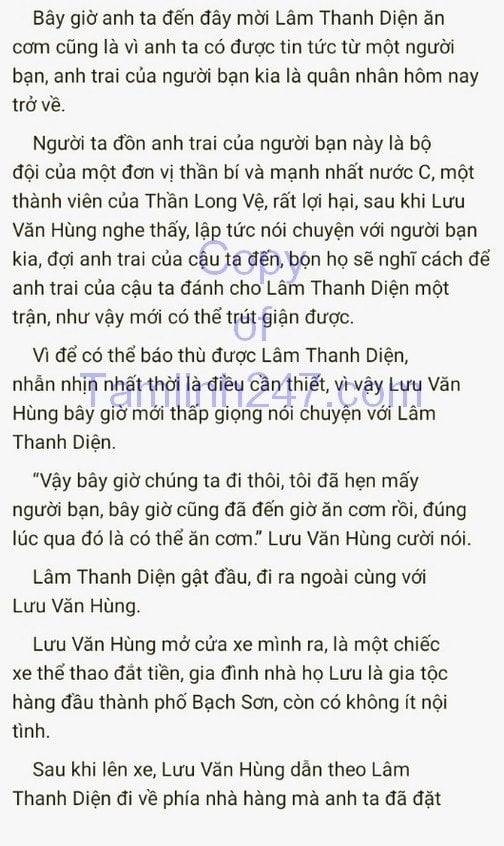 Bây giờ anh ta đến đây mời Lâm Thanh Diện ăn
cơm cũng là vì anh ta có được tin tức từ một người
bạn, anh trai của người bạn kia là quân nhân hôm nay
trở về.
Người ta đồn anh trai của người bạn này là bộ
đội của một đơn vị thần bí và mạnh nhất nước C, một
thành viên của Thần Long Vệ, rất lợi hại, sau khi Lưu
Văn Hùng nghe thấy, lập tức nói chuyện với người bạn
kia, đợi anh trai của cậu ta đến, bọn họ sẽ nghĩ cách để
anh trai của cậu ta đánh cho Lâm Thanh Diện một
trận, như vậy mới có thể trút giận được.
Vì để có thể báo thù được Lâm Thanh Diện,
nhẫn nhịn nhất thời là điều cần thiết, vì vậy Lưu Văn
Hùng bây giờ mới thấp giọng nói chuyện với Lâm
Thanh Diện.
“Vậy bây giờ chúng ta đi thôi, tôi đã hẹn mấy
người bạn, bây giờ cũng đã đến giờ ăn cơm rồi, đúng
lúc qua đó là có thể ăn cơm.” Lưu Văn Hùng cười nói.
Lâm Thanh Diện gật đầu, đi ra ngoài cùng với
Lưu Văn Hùng.
Lưu Văn Hùng mở cửa xe mình ra, là một chiếc
xe thể thao đắt tiền, gia đình nhà họ Lưu là gia tộc
hàng đầu thành phố Bạch Sơn, còn có không ít nội
tình.
Sau khi lên xe, Lưu Văn Hùng dẫn theo Lâm
Thanh Diện đi về phía nhà hàng mà anh ta đã đặt
Copy
of
Tamlinh247.com